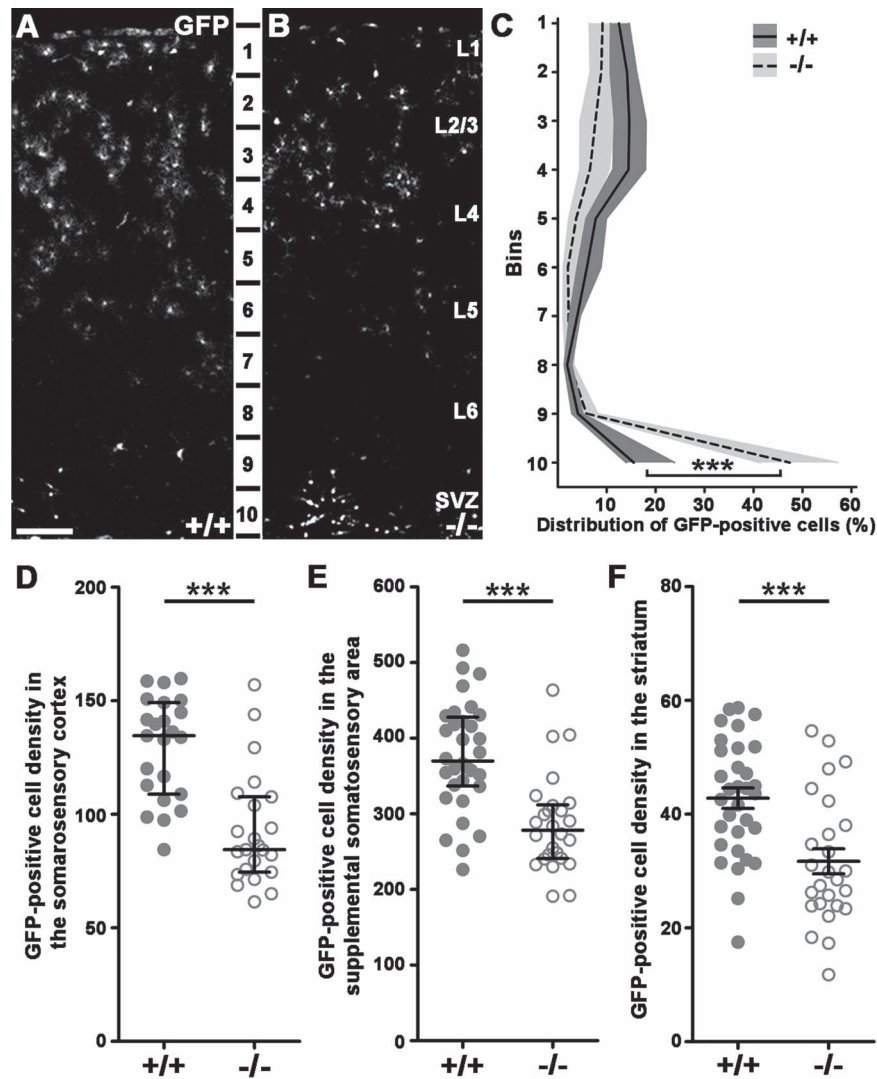 A GFP B C
1
2
3
4
5
6
7
8
9
10
+/+
L1
L2/3
L4
L5
L6
SVZ
-/-
Bins
1
2
3
4
5
6
7
8
9
10
+/+
-/-
***
10 20 30 40 50 60
Distribution of GFP-positive cells (%)
D
GFP-positive cell density in
the somarosensory cortex
200
150
100
50
0
***
+/+ -/-
E
GFP-positive cell density in the
supplemental somatosensory area
600
500
400
300
200
100
0
***
+/+ -/-
F
GFP-positive cell density in the striatum
80
60
40
20
0
***
+/+ -/-